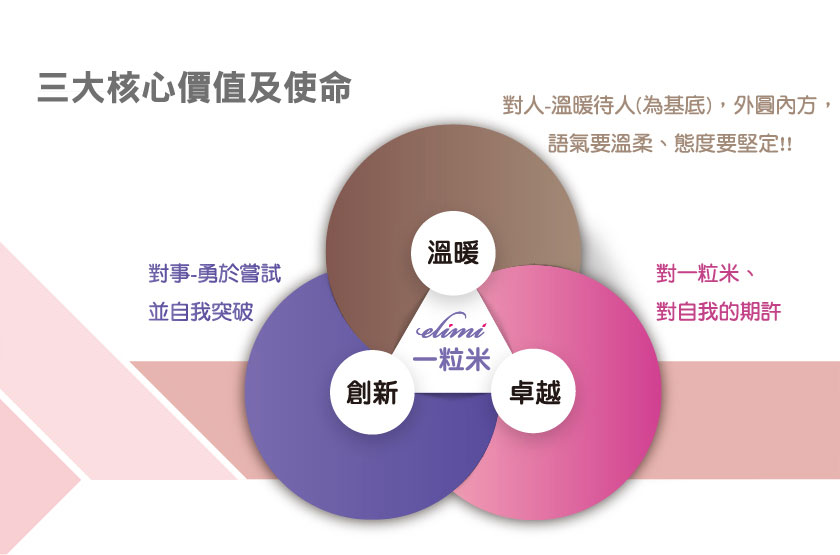 三大核心價值及使命
對人-溫暖待人(為基底)，外圓內方，
語氣要溫柔、態度要堅定!!
溫暖
對事-勇於嘗試
並自我突破
對一粒米、
對自我的期許
elimi
一粒米
創新
卓越